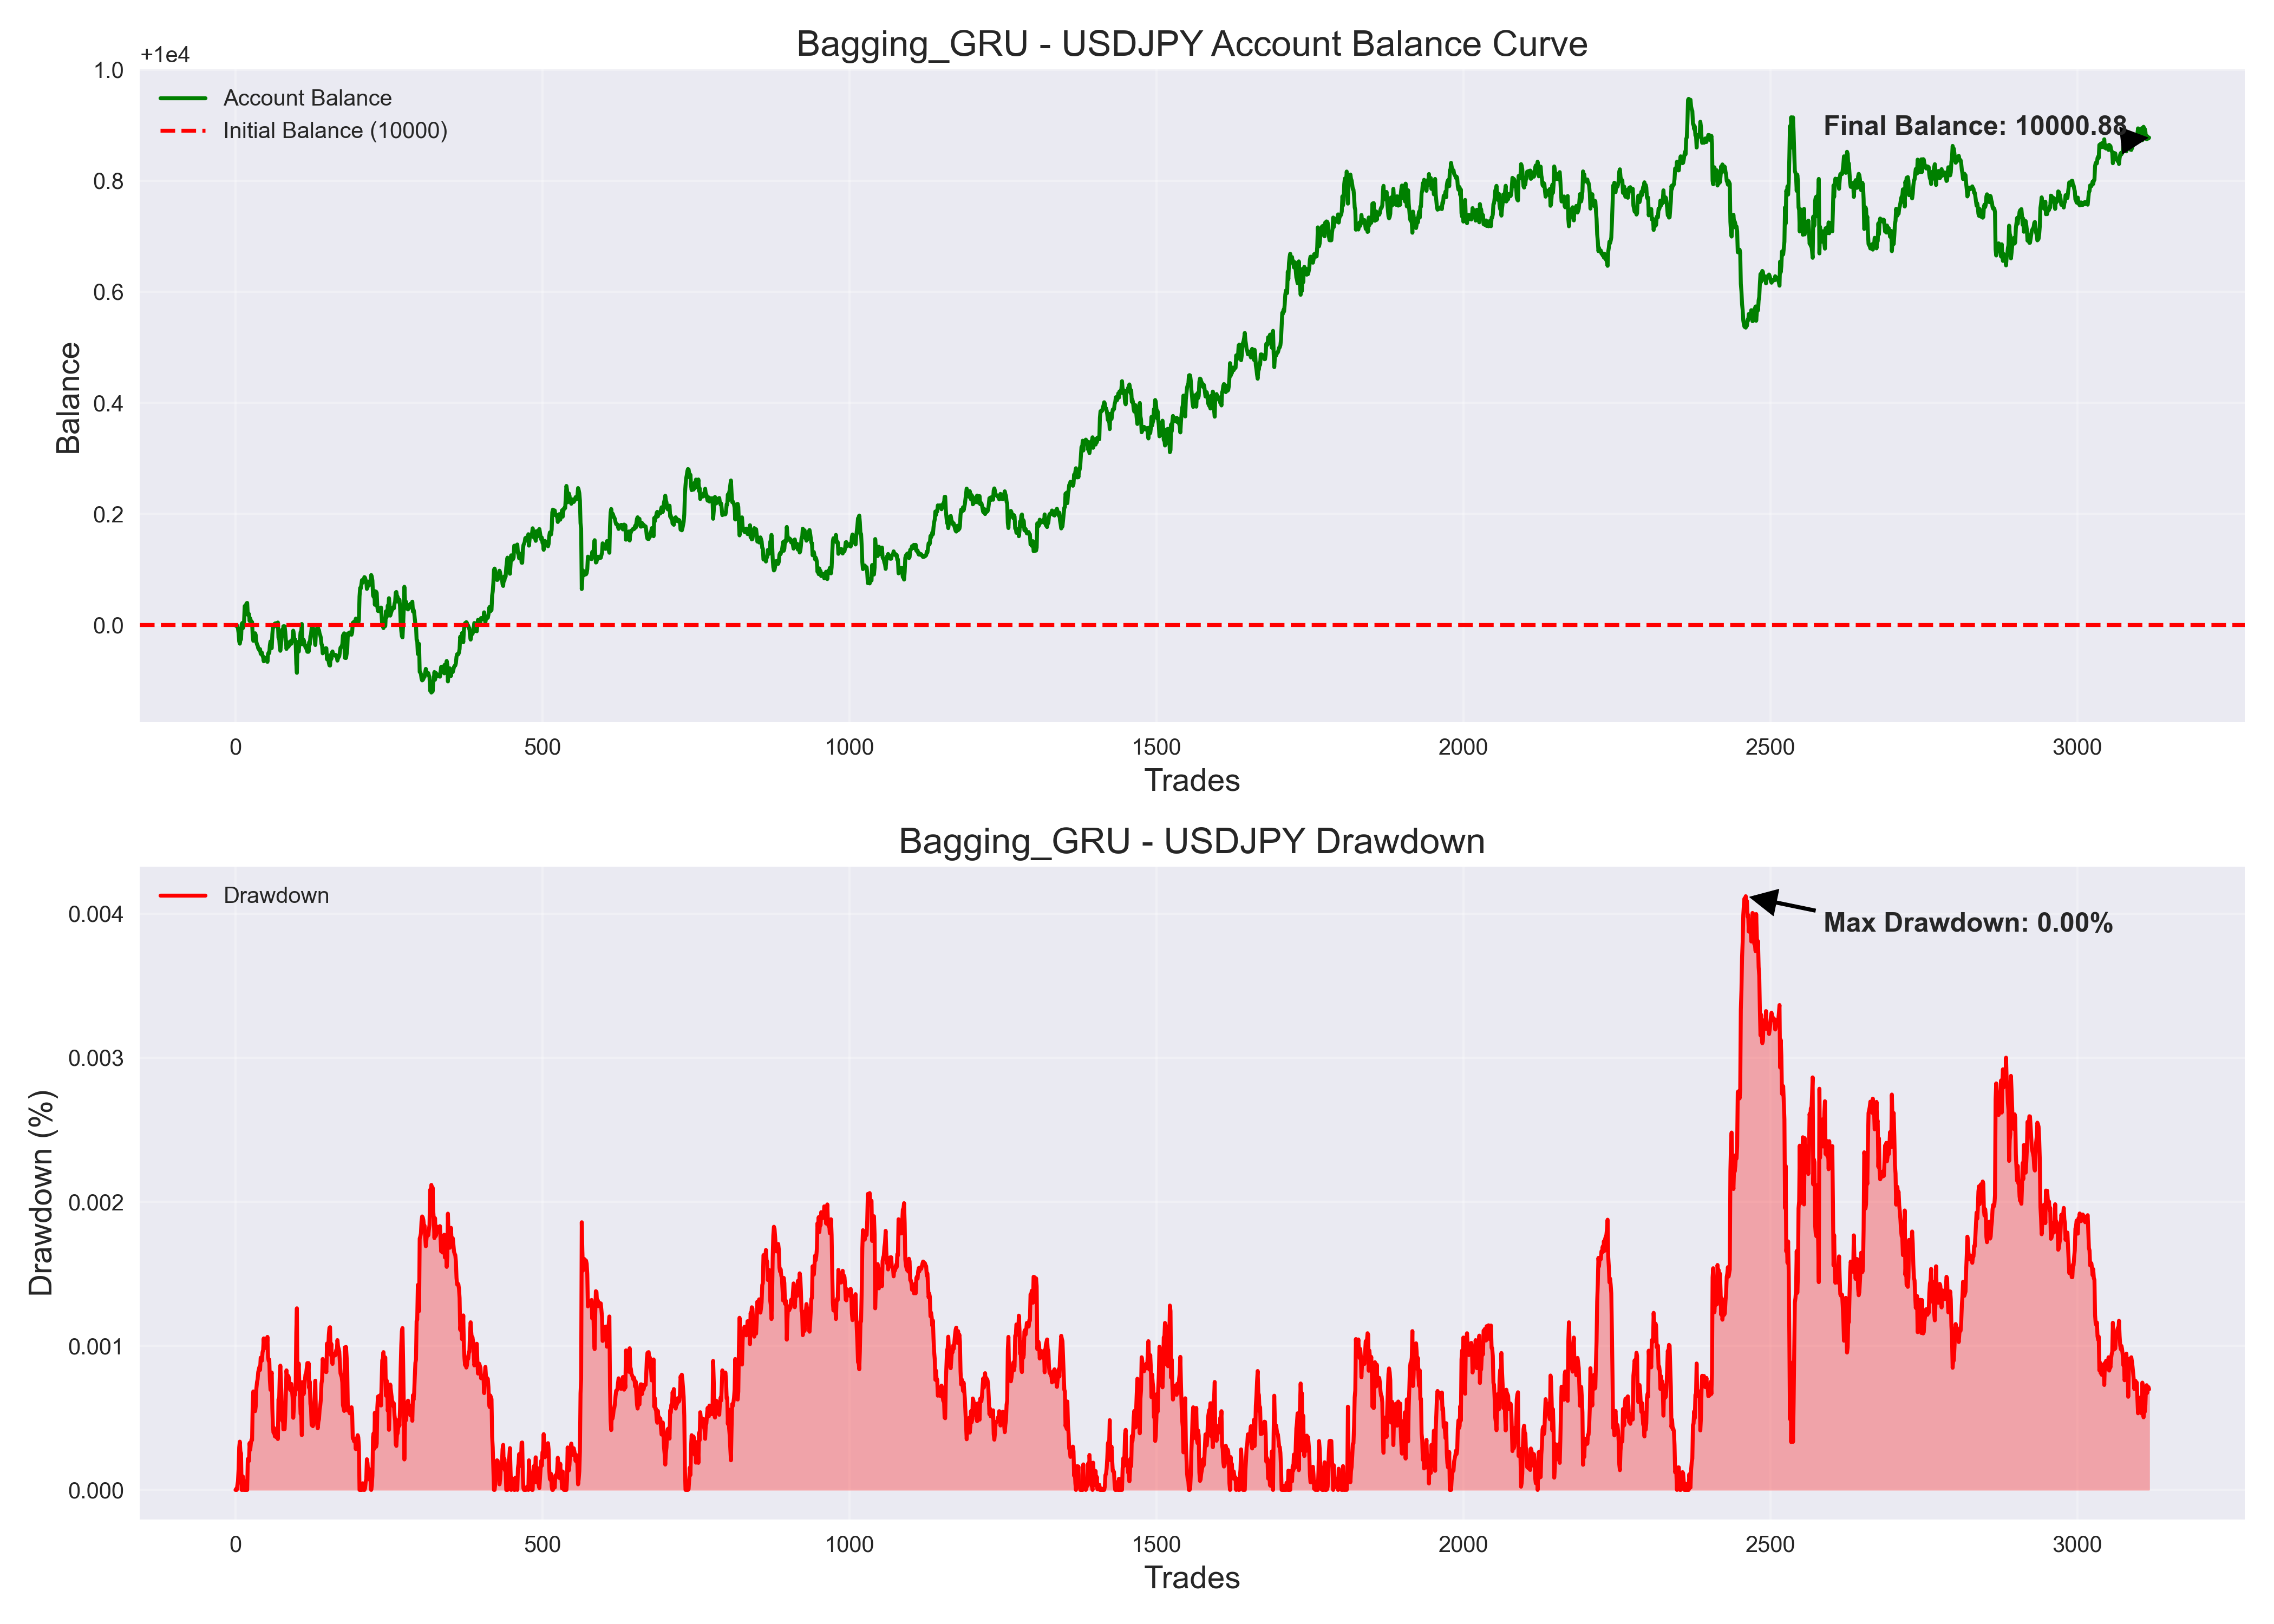 Bagging_GRU - USDJPY Account Balance Curve
+1e4
1.0
0.8
0.6
0.4
0.2
0.0
Balance
Account Balance
Initial Balance (10000)
Final Balance: 10000.88
0 500 1000 1500 2000 2500 3000
Trades
Bagging_GRU - USDJPY Drawdown
0.004
0.003
0.002
0.001
0.000
Drawdown (%)
Drawdown
Max Drawdown: 0.00%
0 500 1000 1500 2000 2500 3000
Trades